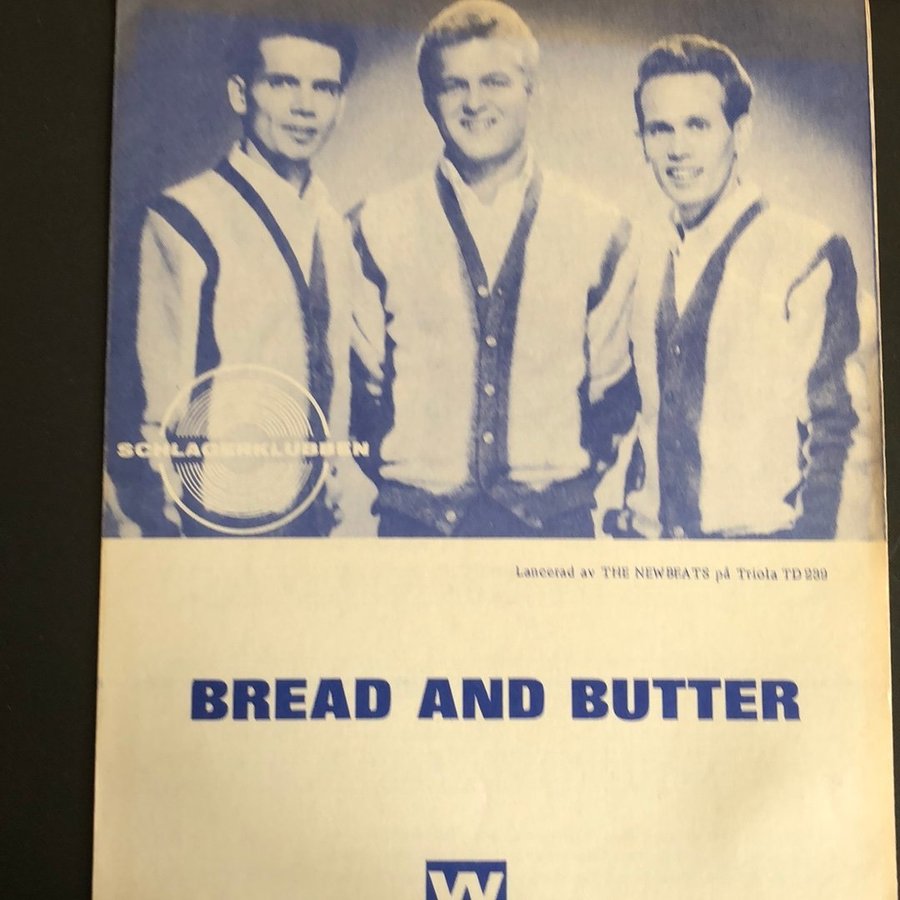 SCHLAGERKLUBBEN
Lancerad av THE NEWBEATS på Triola TD 239
BREAD AND BUTTER
W